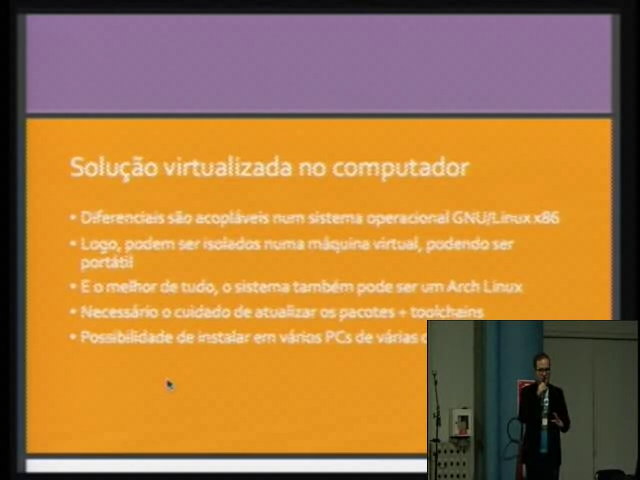 Solução virtualizada no computador
• Diferenciais são acopláveis num sistema operacional GNU/Linux x86
• Logo, podem ser isolados numa máquina virtual, podendo ser
portátil
• E o melhor de tudo, o sistema também pode ser um Arch Linux
• Necessário o cuidado de atualizar os pacotes + toolchains
• Possibilidade de instalar em vários PCs de várias